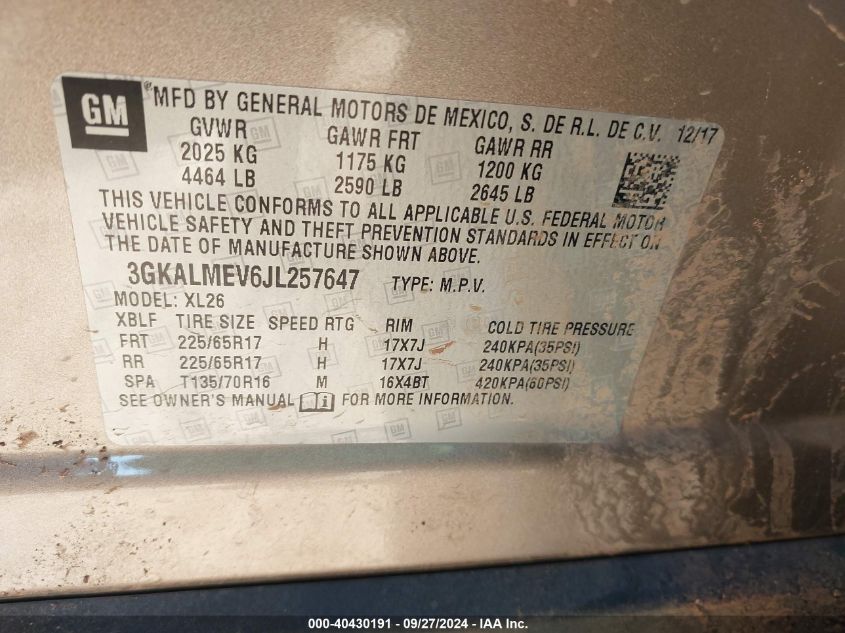 GM ®MFD BY GENERAL MOTORS DE MEXICO, S. DE R.L. DE C.V. 12/17
GVWR GAWR FRT GAWR RR
2025 KG 1175 KG 1200 KG
4464 LB 2590 LB 2645 LB
THIS VEHICLE CONFORMS TO ALL APPLICABLE U.S. FEDERAL MOTOR
VEHICLE SAFETY AND THEFT PREVENTION STANDARDS IN EFFECT ON
THE DATE OF MANUFACTURE SHOWN ABOVE.
3GKALMEV6JL257647 TYPE: M.P.V.
MODEL: XL26
XBLF TIRE SIZE SPEED RTG RIM COLD TIRE PRESSURE
FRT 225/65R17 H 17X7J 240KPA(35PSI)
RR 225/65R17 H 17X7J 240KPA(35PSI)
SPA T135/70R16 M 16X4BT 420KPA(60PSI)
SEE OWNER'S MANUAL FOR MORE INFORMATION.
000-40430191 - 09/27/2024 - IAA Inc.